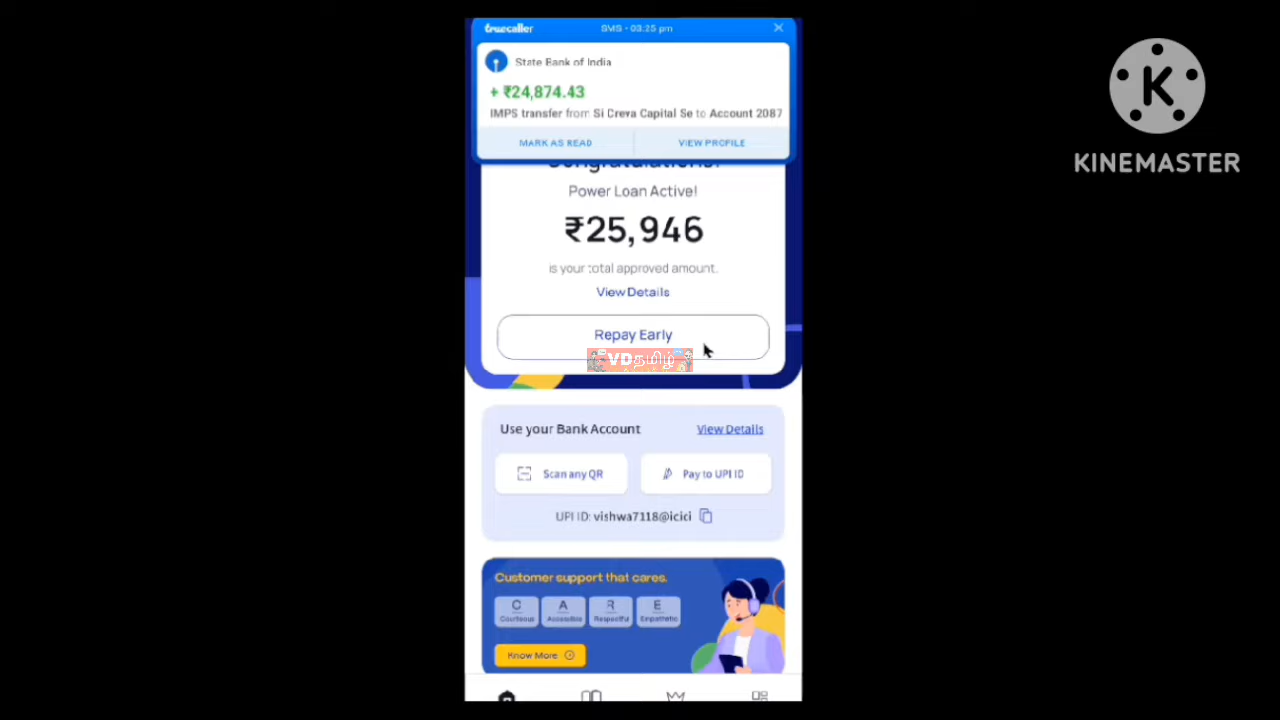 truecaller
SMS - 03:25 pm
State Bank of India
+ ₹24,874.43
IMPS transfer from Si Creva Capital Se to Account 2087
MARK AS READ
VIEW PROFILE
Congratulations!
Power Loan Active!
₹25,946
is your total approved amount.
View Details
Repay Early
VDதமிழ்
Use your Bank Account
View Details
Scan any QR
Pay to UPI ID
UPI ID: vishwa7118@icici
Customer support that cares.
C A R E
Courteous Accessible Respectful Empathetic
Know More
K
KINEMASTER